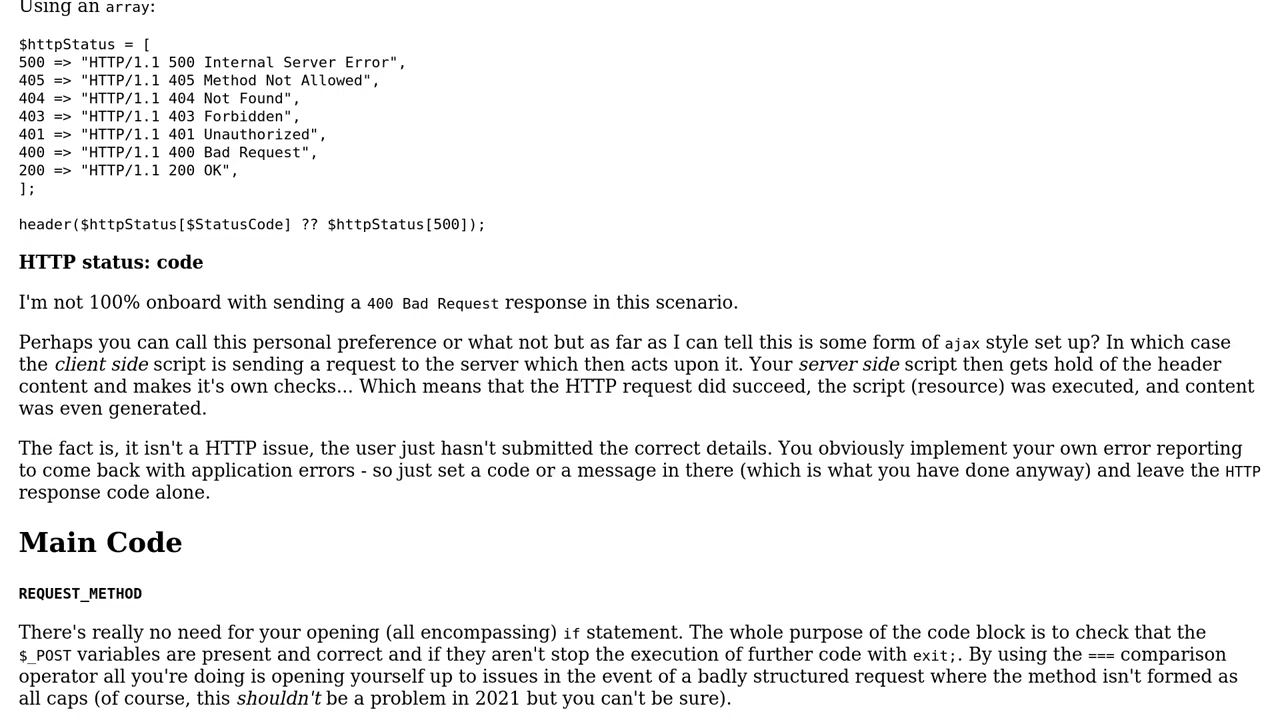 Using an array:
$httpStatus = [
500 => "HTTP/1.1 500 Internal Server Error",
405 => "HTTP/1.1 405 Method Not Allowed",
404 => "HTTP/1.1 404 Not Found",
403 => "HTTP/1.1 403 Forbidden",
401 => "HTTP/1.1 401 Unauthorized",
400 => "HTTP/1.1 400 Bad Request",
200 => "HTTP/1.1 200 OK",
];
header($httpStatus[$StatusCode] ?? $httpStatus[500]);
HTTP status: code
I'm not 100% onboard with sending a 400 Bad Request response in this scenario.
Perhaps you can call this personal preference or what not but as far as I can tell this is some form of ajax style set up? In which case
the client side script is sending a request to the server which then acts upon it. Your server side script then gets hold of the header
content and makes it's own checks... Which means that the HTTP request did succeed, the script (resource) was executed, and content
was even generated.
The fact is, it isn't a HTTP issue, the user just hasn't submitted the correct details. You obviously implement your own error reporting
to come back with application errors - so just set a code or a message in there (which is what you have done anyway) and leave the HTTP
response code alone.
Main Code
REQUEST_METHOD
There's really no need for your opening (all encompassing) if statement. The whole purpose of the code block is to check that the
$_POST variables are present and correct and if they aren't stop the execution of further code with exit;. By using the === comparison
operator all you're doing is opening yourself up to issues in the event of a badly structured request where the method isn't formed as
all caps (of course, this shouldn't be a problem in 2021 but you can't be sure).